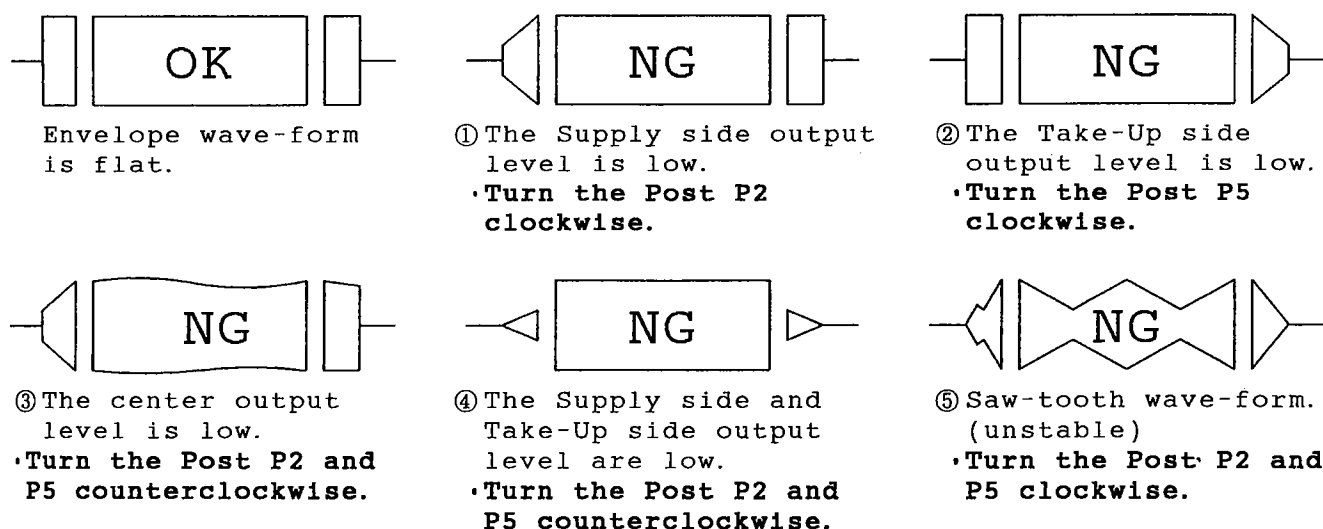 OK
Envelope wave-form
is flat.
NG
①The Supply side output
level is low.
·Turn the Post P2
clockwise.
NG
②The Take-Up side
output level is low.
·Turn the Post P5
clockwise.
NG
③The center output
level is low.
·Turn the Post P2 and
P5 counterclockwise.
NG
④The Supply side and
Take-Up side output
level are low.
·Turn the Post P2 and
P5 counterclockwise.
NG
⑤Saw-tooth wave-form.
(unstable)
·Turn the Post P2 and
P5 clockwise.